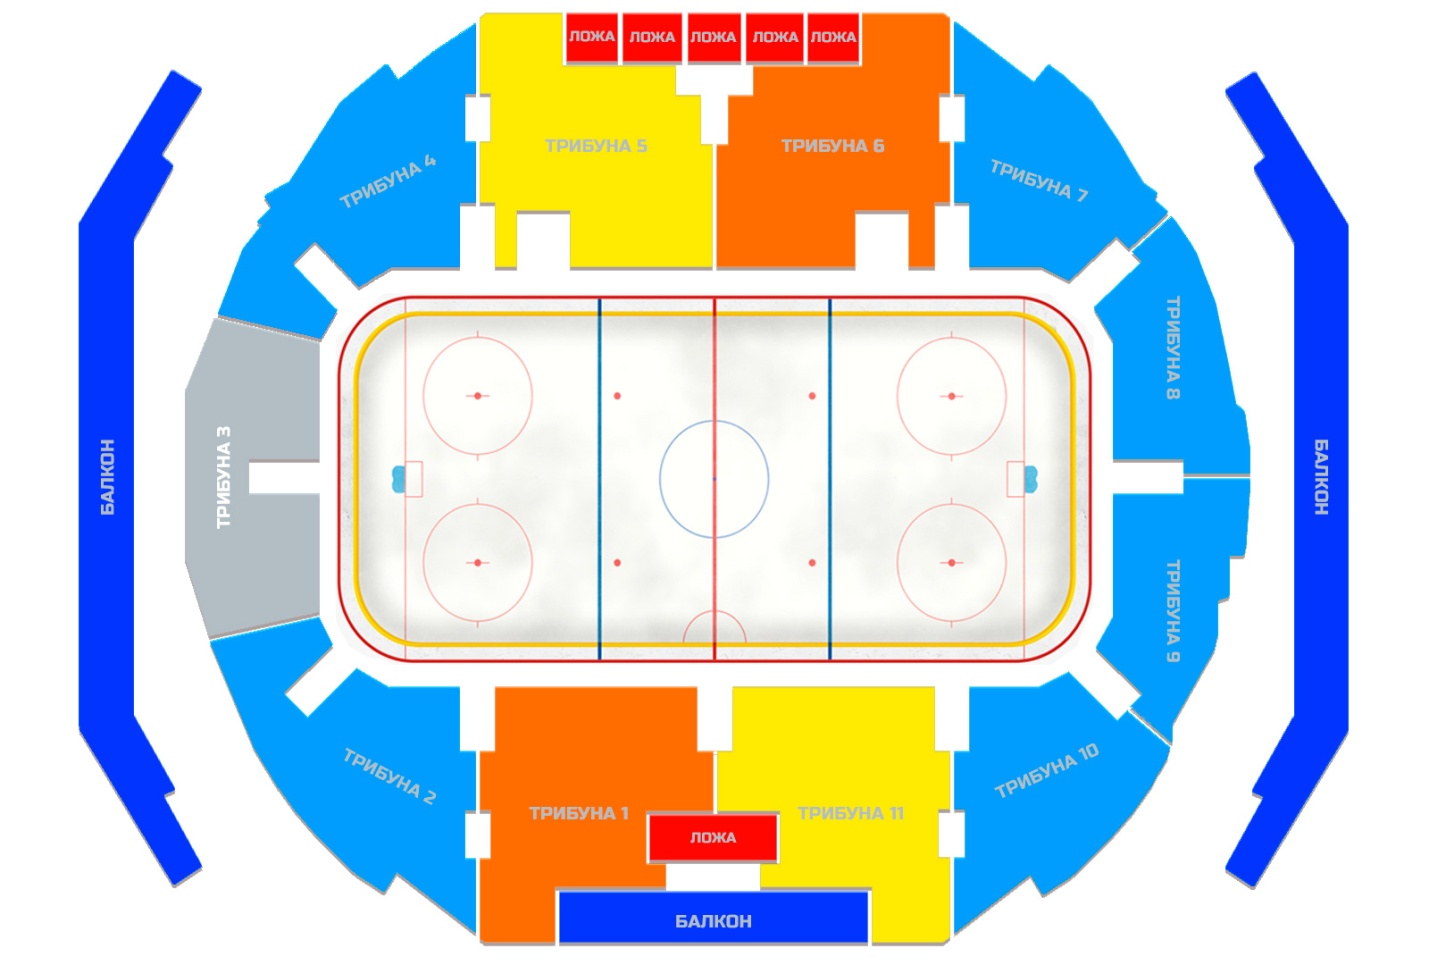 ЛОЖА
ЛОЖА
ЛОЖА
ЛОЖА
ЛОЖА
ТРИБУНА 5
ТРИБУНА 6
ТРИБУНА 4
ТРИБУНА 7
ТРИБУНА 8
БАЛКОН
ТРИБУНА 3
БАЛКОН
ТРИБУНА 9
ТРИБУНА 2
ТРИБУНА 10
ТРИБУНА 1
ТРИБУНА 11
ЛОЖА
БАЛКОН